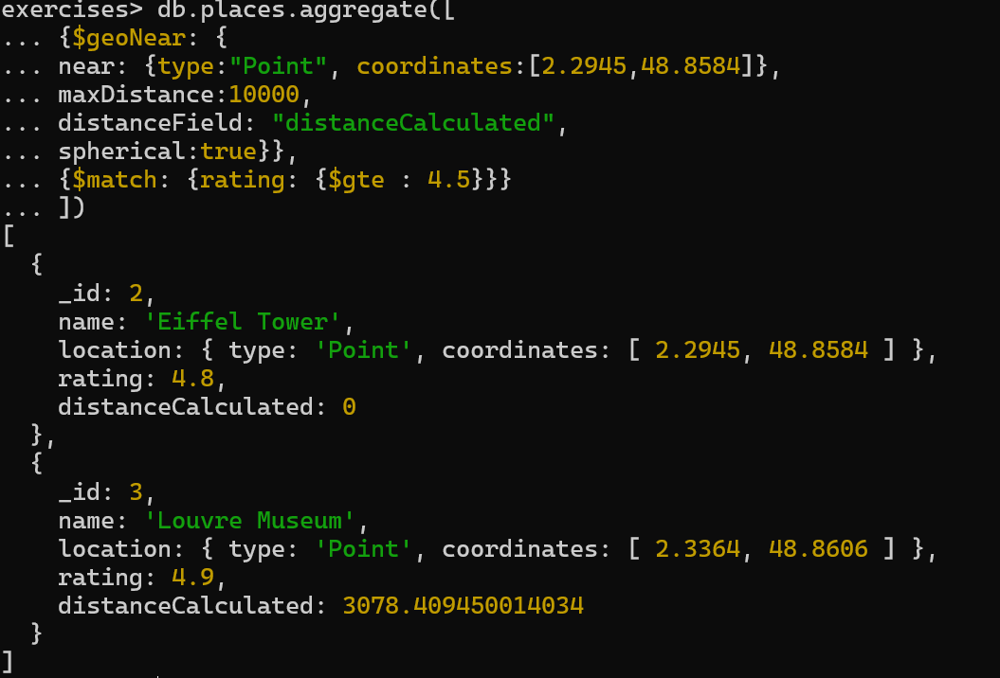 exercises> db.places.aggregate([
... {$geoNear: {
... near: {type:"Point", coordinates:[2.2945,48.8584]},
... maxDistance:10000,
... distanceField: "distanceCalculated",
... spherical:true}},
... {$match: {rating: {$gte : 4.5}}}
... ])
[
  {
    _id: 2,
    name: 'Eiffel Tower',
    location: { type: 'Point', coordinates: [ 2.2945, 48.8584 ] },
    rating: 4.8,
    distanceCalculated: 0
  },
  {
    _id: 3,
    name: 'Louvre Museum',
    location: { type: 'Point', coordinates: [ 2.3364, 48.8606 ] },
    rating: 4.9,
    distanceCalculated: 3078.409450014034
  }
]